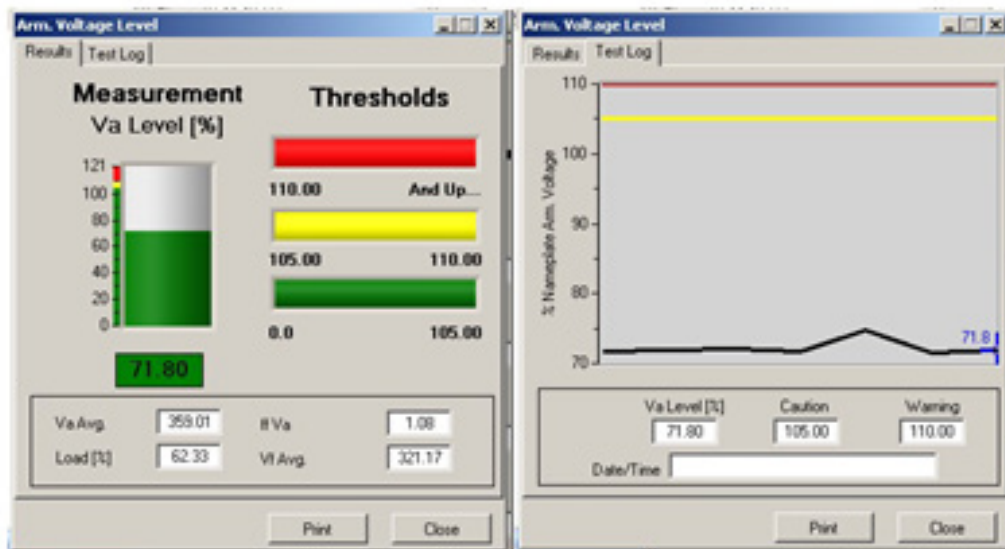 Arm. Voltage Level
Results Test Log
Measurement
Va Level [%]
Thresholds
121
100
80
60
40
20
0
110.00 And Up...
105.00 110.00
0.0 105.00
71.80
Va Avg. 359.01 rf Va 1.08
Load [%] 62.33 Vf Avg. 321.17
Print Close
Arm. Voltage Level
Results Test Log
% Nameplate Arm. Voltage
110
100
90
80
70
71.8
Va Level [%] Caution Warning
71.80 105.00 110.00
Date/Time
Print Close